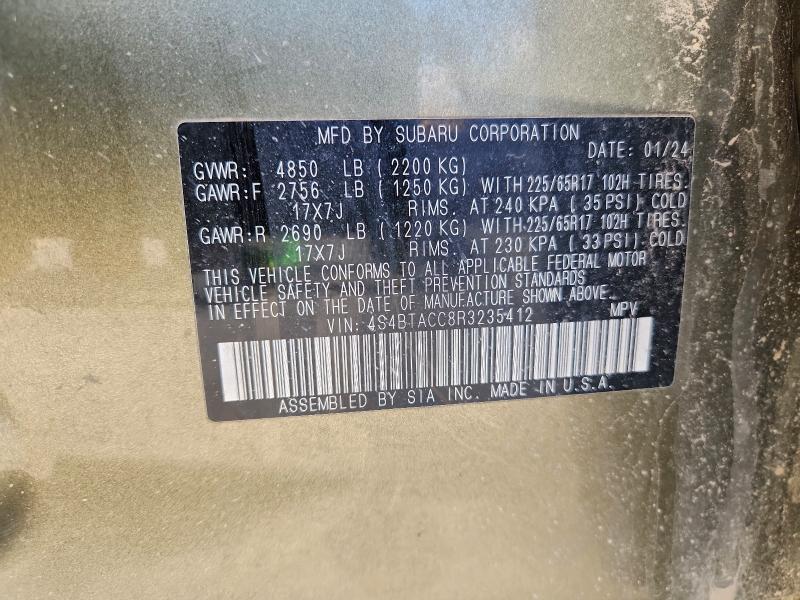 MFD BY SUBARU CORPORATION
DATE: 01/24
GVWR: 4850 LB (2200 KG)
GAWR:F 2756 LB (1250 KG) WITH 225/65R17 102H TIRES.
17X7J RIMS. AT 240 KPA (35 PSI) COLD
GAWR:R 2690 LB (1220 KG) WITH 225/65R17 102H TIRES.
17X7J RIMS AT 230 KPA (33 PSI) COLD.
THIS VEHICLE CONFORMS TO ALL APPLICABLE FEDERAL MOTOR
VEHICLE SAFETY AND THEFT PREVENTION STANDARDS
IN EFFECT ON THE DATE OF MANUFACTURE SHOWN ABOVE.
VIN: 4S4BTACC8R3235412 MPV
ASSEMBLED BY SIA INC. MADE IN U.S.A.